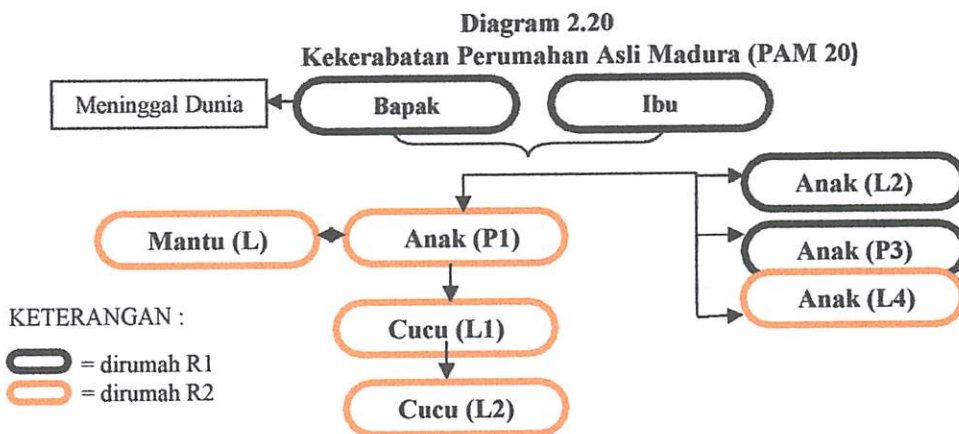 Diagram 2.20
Kekerabatan Perumahan Asli Madura (PAM 20)
Meninggal Dunia
Bapak
Ibu
Anak (L2)
Mantu (L)
Anak (P1)
Anak (P3)
Anak (L4)
KETERANGAN :
Cucu (L1)
= dirumah R1
= dirumah R2
Cucu (L2)